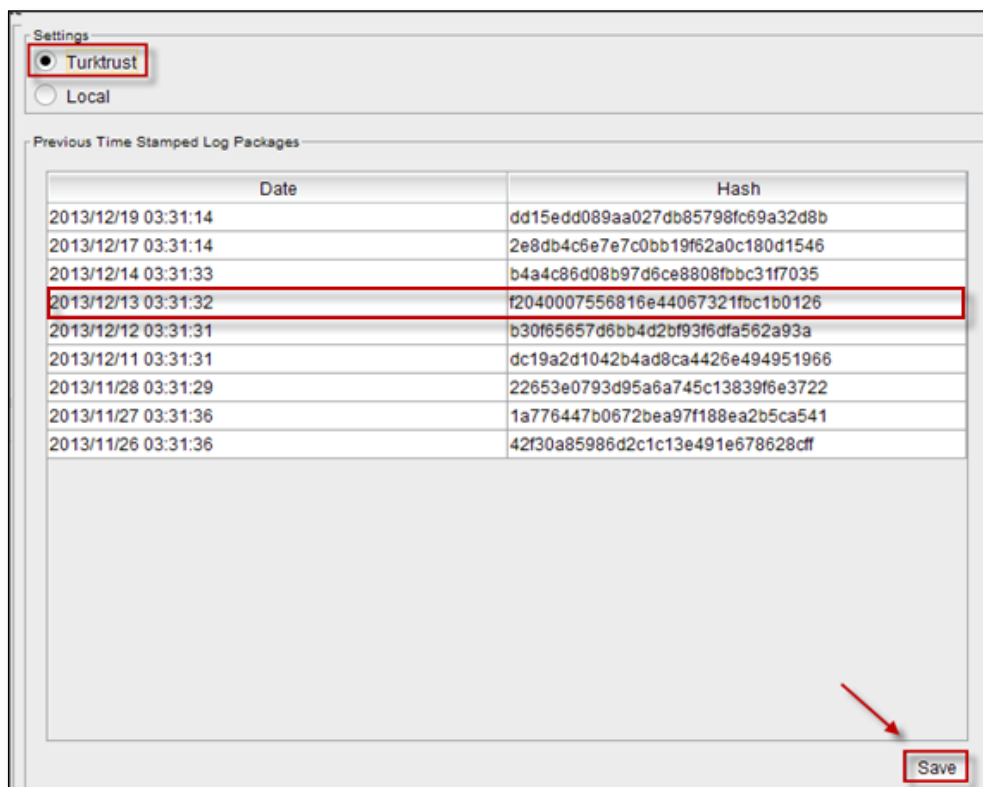 Settings
Turktrust
Local
Previous Time Stamped Log Packages
Date Hash
2013/12/19 03:31:14 dd15edd089aa027db85798fc69a32d8b
2013/12/17 03:31:14 2e8db4c6e7e7c0bb19f62a0c180d1546
2013/12/14 03:31:33 b4a4c86d08b97d6ce8808fbbc31f7035
2013/12/13 03:31:32 f2040007556816e44067321fbc1b0126
2013/12/12 03:31:31 b30f65657d6bb4d2bf93f6dfa562a93a
2013/12/11 03:31:31 dc19a2d1042b4ad8ca4426e494951966
2013/11/28 03:31:29 22653e0793d95a6a745c13839f6e3722
2013/11/27 03:31:36 1a776447b0672bea97f188ea2b5ca541
2013/11/26 03:31:36 42f30a85986d2c1c13e491e678628cff
Save